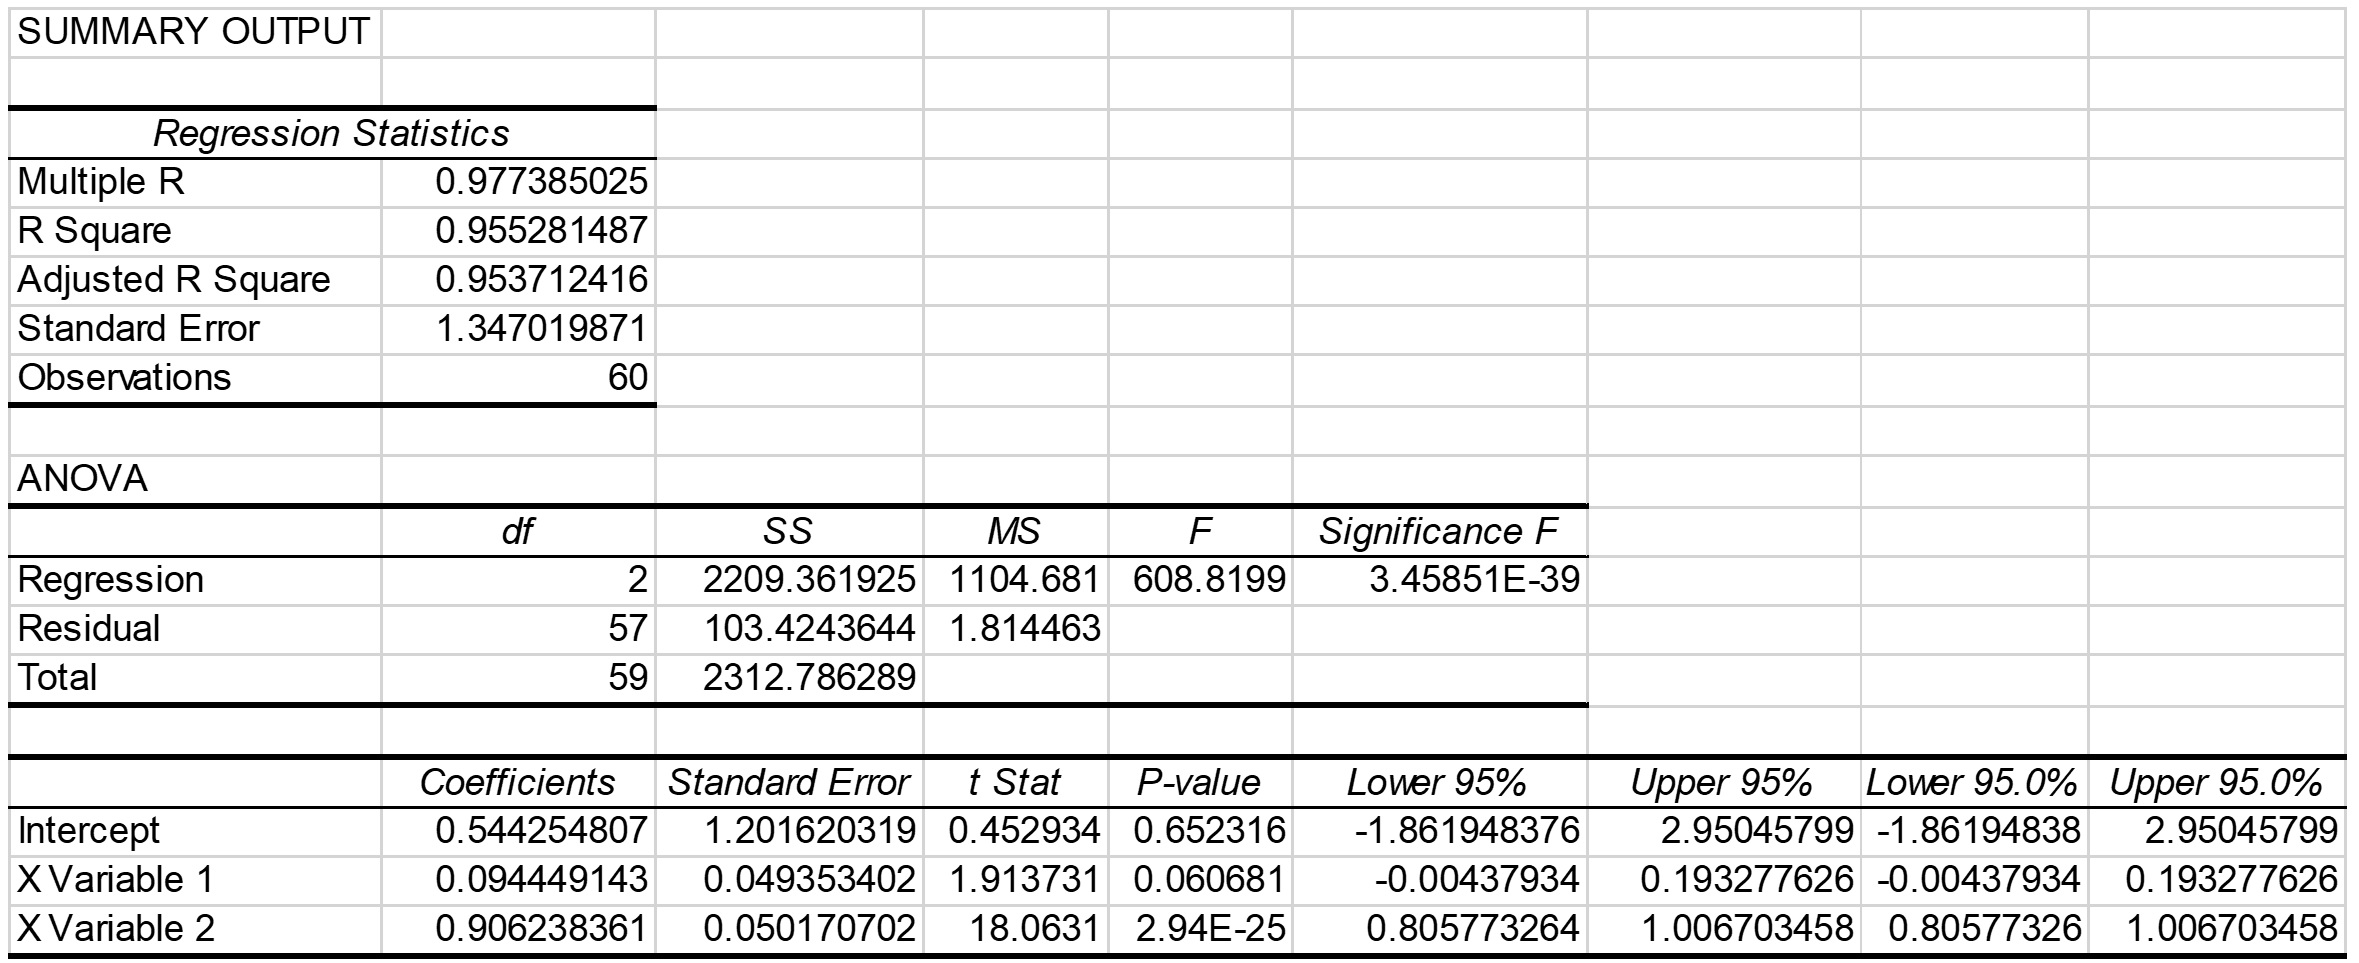 SUMMARY OUTPUT
Regression Statistics
Multiple R 0.977385025
R Square 0.955281487
Adjusted R Square 0.953712416
Standard Error 1.347019871
Observations 60
ANOVA
df SS MS F Significance F
Regression 2 2209.361925 1104.681 608.8199 3.45851E-39
Residual 57 103.4243644 1.814463
Total 59 2312.786289
Coefficients Standard Error t Stat P-value Lower 95% Upper 95% Lower 95.0% Upper 95.0%
Intercept 0.544254807 1.201620319 0.452934 0.652316 -1.861948376 2.95045799 -1.86194838 2.95045799
X Variable 1 0.094449143 0.049353402 1.913731 0.060681 -0.00437934 0.193277626 -0.00437934 0.193277626
X Variable 2 0.906238361 0.050170702 18.0631 2.94E-25 0.805773264 1.006703458 0.80577326 1.006703458